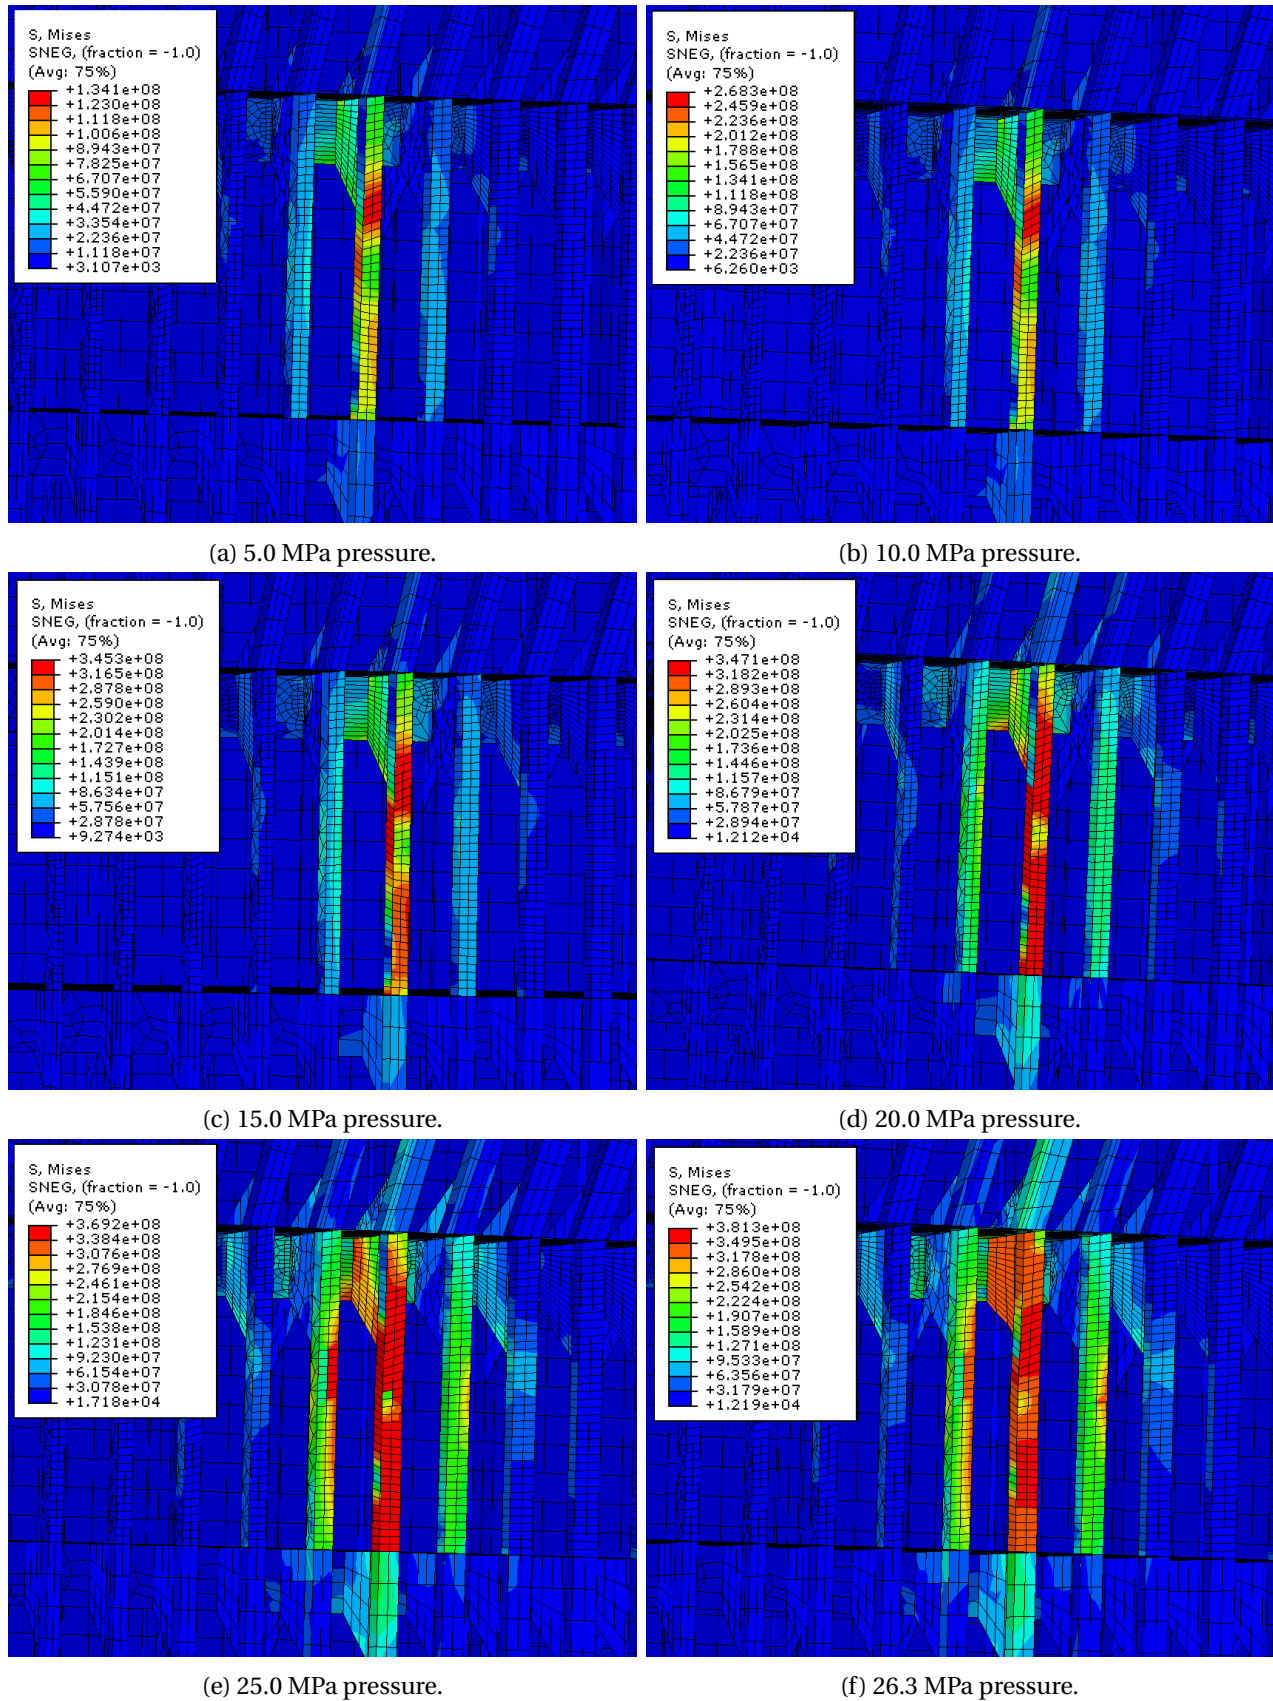 S, Mises
SNEG, (fraction = -1.0)
(Avg: 75%)
+1.341e+08
+1.230e+08
+1.118e+08
+1.006e+08
+8.943e+07
+7.825e+07
+6.707e+07
+5.590e+07
+4.472e+07
+3.354e+07
+2.236e+07
+1.118e+07
+3.107e+03
(a) 5.0 MPa pressure.
S, Mises
SNEG, (fraction = -1.0)
(Avg: 75%)
+2.683e+08
+2.459e+08
+2.236e+08
+2.012e+08
+1.788e+08
+1.565e+08
+1.341e+08
+1.118e+08
+8.943e+07
+6.707e+07
+4.472e+07
+2.236e+07
+6.260e+03
(b) 10.0 MPa pressure.
S, Mises
SNEG, (fraction = -1.0)
(Avg: 75%)
+3.453e+08
+3.165e+08
+2.878e+08
+2.590e+08
+2.302e+08
+2.014e+08
+1.727e+08
+1.439e+08
+1.151e+08
+8.634e+07
+5.756e+07
+2.878e+07
+9.274e+03
(c) 15.0 MPa pressure.
S, Mises
SNEG, (fraction = -1.0)
(Avg: 75%)
+3.471e+08
+3.182e+08
+2.893e+08
+2.604e+08
+2.314e+08
+2.025e+08
+1.736e+08
+1.446e+08
+1.157e+08
+8.679e+07
+5.787e+07
+2.894e+07
+1.212e+04
(d) 20.0 MPa pressure.
S, Mises
SNEG, (fraction = -1.0)
(Avg: 75%)
+3.692e+08
+3.384e+08
+3.076e+08
+2.769e+08
+2.461e+08
+2.154e+08
+1.846e+08
+1.538e+08
+1.231e+08
+9.230e+07
+6.154e+07
+3.078e+07
+1.718e+04
(e) 25.0 MPa pressure.
S, Mises
SNEG, (fraction = -1.0)
(Avg: 75%)
+3.813e+08
+3.495e+08
+3.178e+08
+2.860e+08
+2.542e+08
+2.224e+08
+1.907e+08
+1.589e+08
+1.271e+08
+9.533e+07
+6.356e+07
+3.179e+07
+1.219e+04
(f) 26.3 MPa pressure.